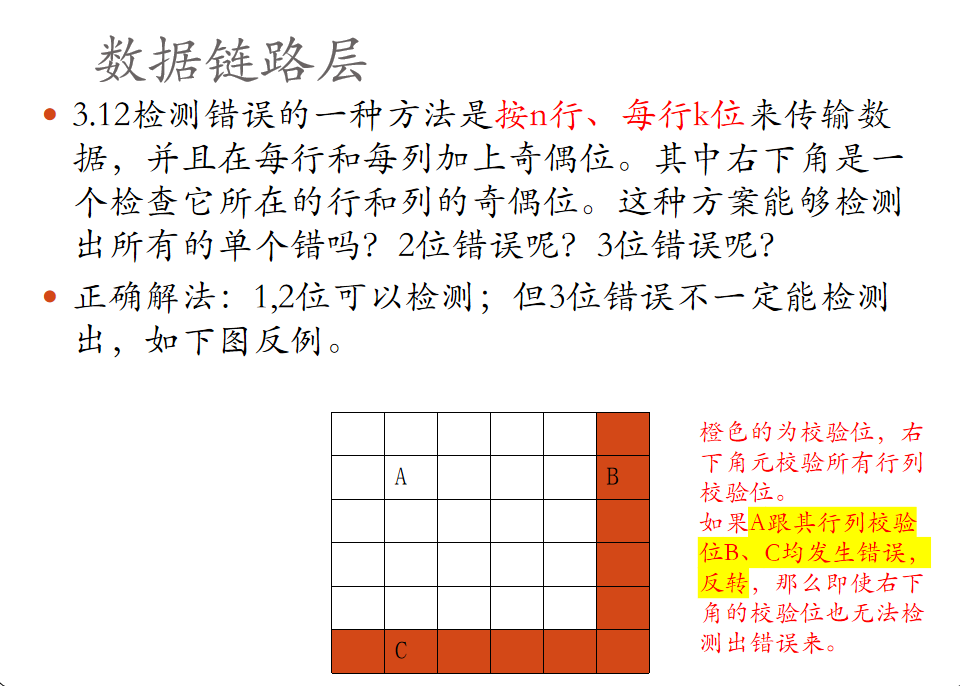 数据链路层
3.12检测错误的一种方法是按n行、每行k位来传输数
据，并且在每行和每列加上奇偶位。其中右下角是一
个检查它所在的行和列的奇偶位。这种方案能够检测
出所有的单个错吗？2位错误呢？3位错误呢？
正确解法：1,2位可以检测；但3位错误不一定能检测
出，如下图反例。
A
B
C
橙色的为校验位，右
下角元校验所有行列
校验位。
如果A跟其行列校验
位B、C均发生错误，
反转，那么即使右下
角的校验位也无法检
测出错误来。